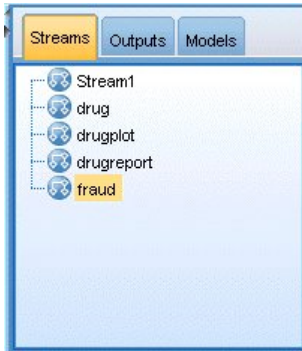 Streams Outputs Models
Stream1
drug
drugplot
drugreport
fraud